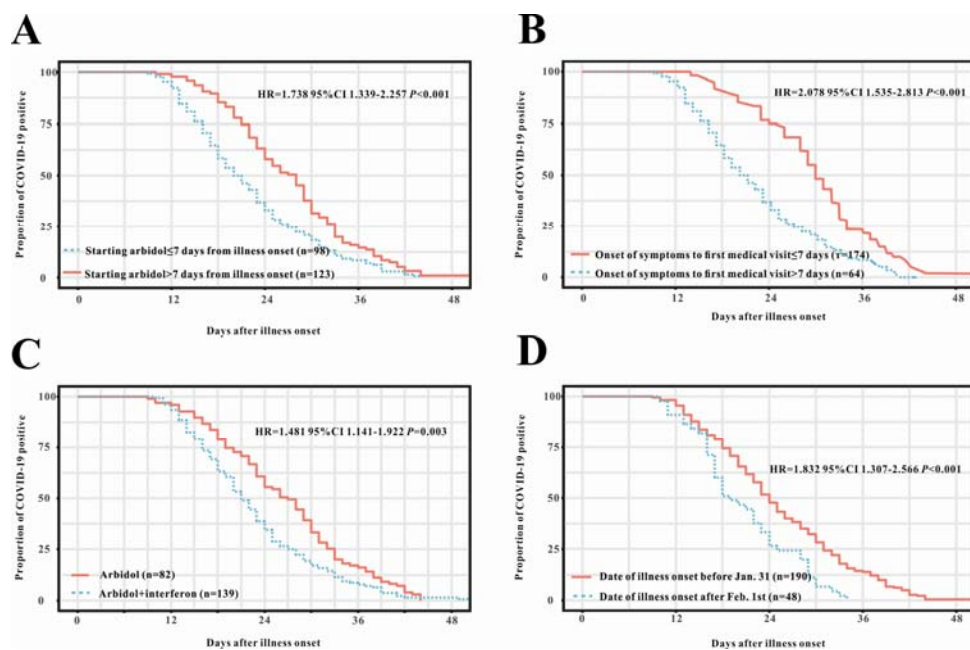 A
Proportion of COVID-19 positive
100
75
50
25
0
HR=1.738 95%CI 1.339-2.257 P<0.001
Starting arbidol≤7 days from illness onset (n=98)
Starting arbidol>7 days from illness onset (n=123)
0 12 24 36 48
Days after illness onset
B
Proportion of COVID-19 positive
100
75
50
25
0
HR=2.078 95%CI 1.535-2.813 P<0.001
Onset of symptoms to first medical visit≤7 days (n=174)
Onset of symptoms to first medical visit>7 days (n=64)
0 12 24 36 48
Days after illness onset
C
Proportion of COVID-19 positive
100
75
50
25
0
HR=1.481 95%CI 1.141-1.922 P=0.003
Arbidol (n=82)
Arbidol+interferon (n=139)
0 12 24 36 48
Days after illness onset
D
Proportion of COVID-19 positive
100
75
50
25
0
HR=1.832 95%CI 1.307-2.566 P<0.001
Date of illness onset before Jan. 31 (n=190)
Date of illness onset after Feb. 1st (n=48)
0 12 24 36 48
Days after illness onset